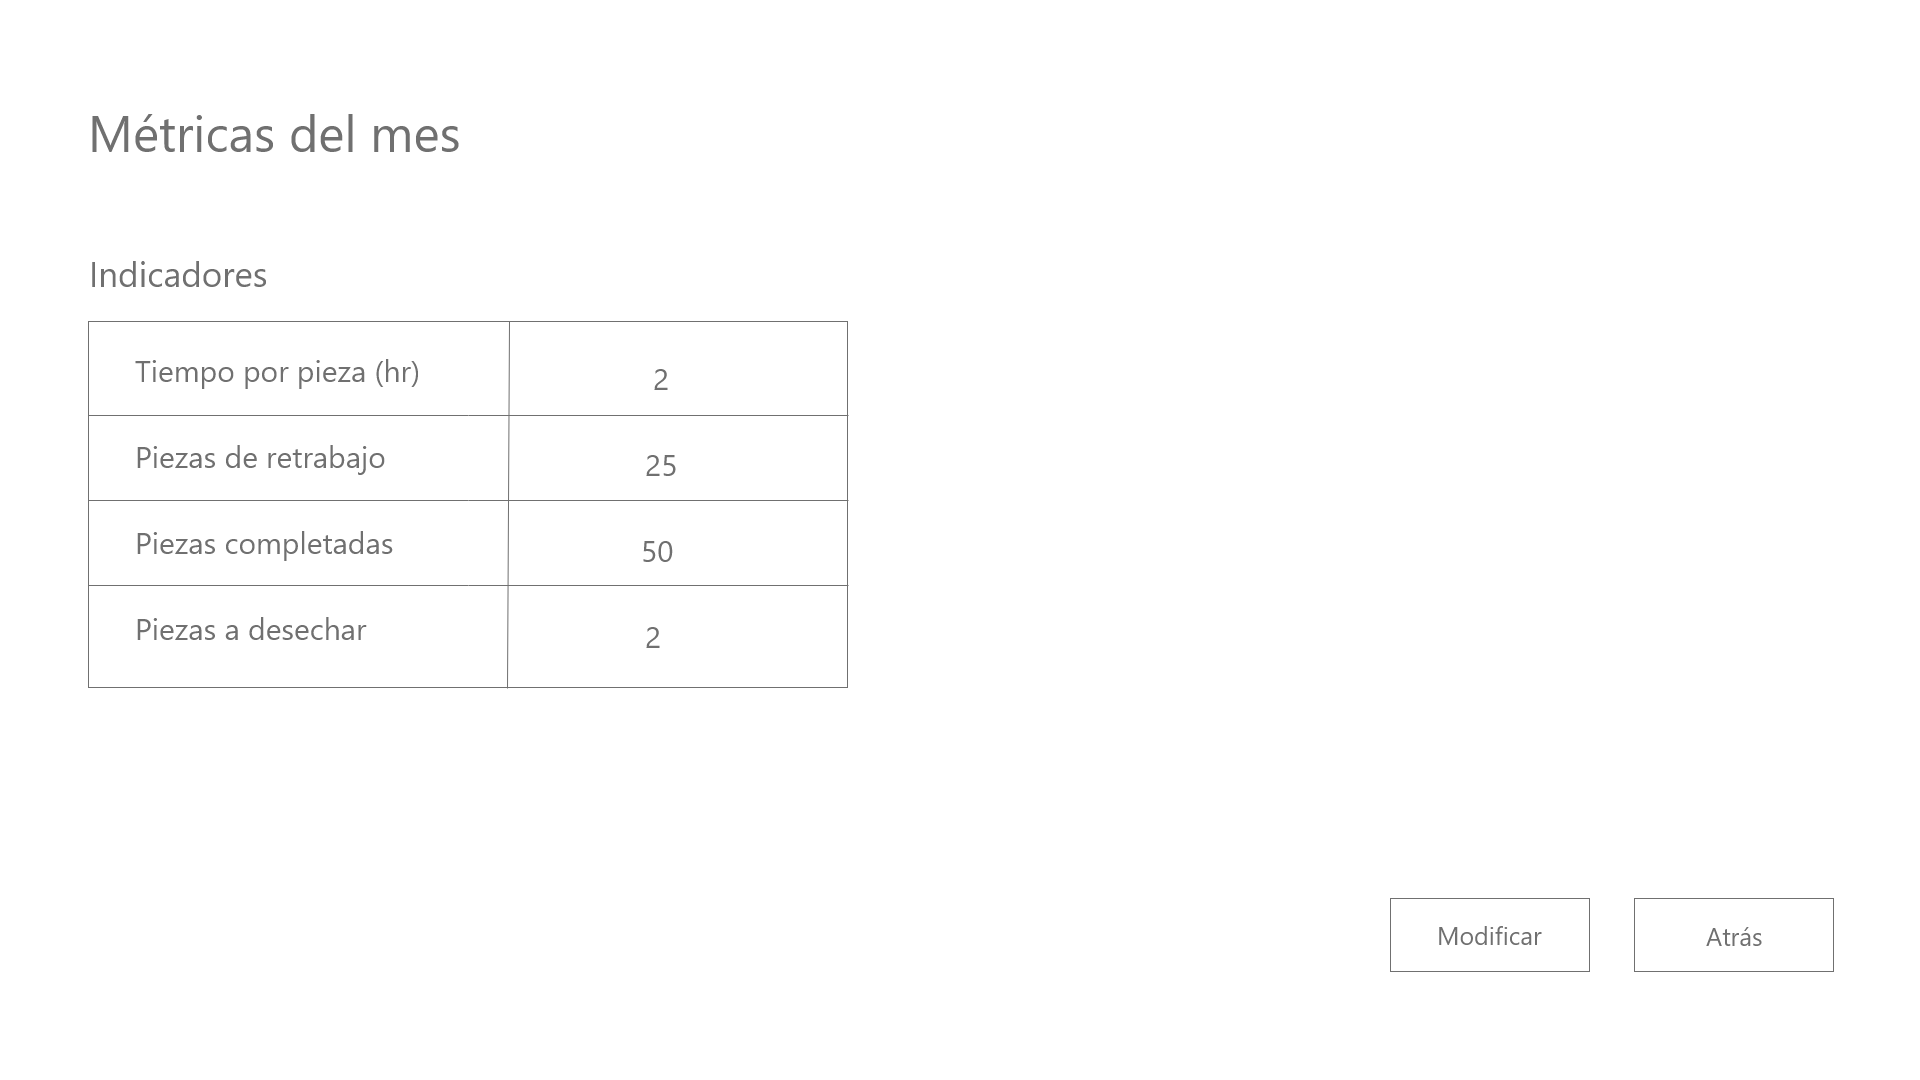 Métricas del mes
Indicadores
Tiempo por pieza (hr) 2
Piezas de retrabajo 25
Piezas completadas 50
Piezas a desechar 2
Modificar Atrás